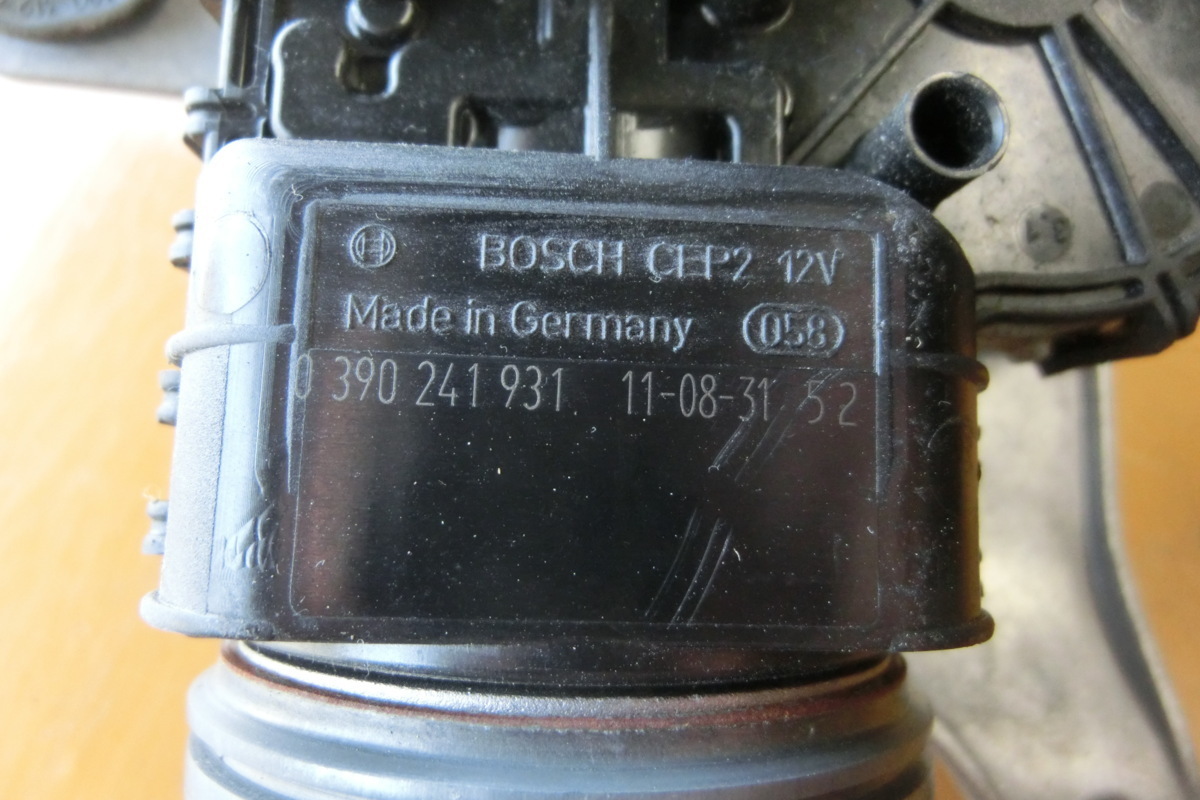 BOSCH CEP2 12V
Made in Germany 058
0 390 241 931 11-08-31 52